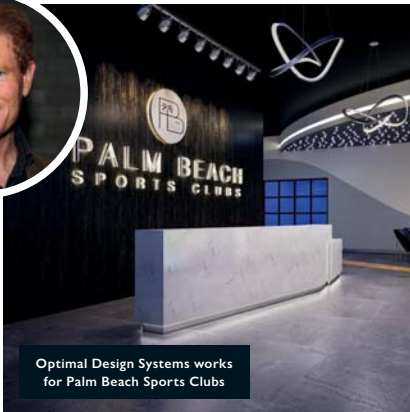 PB
PALM BEACH
SPORTS CLUBS
Optimal Design Systems works
for Palm Beach Sports Clubs